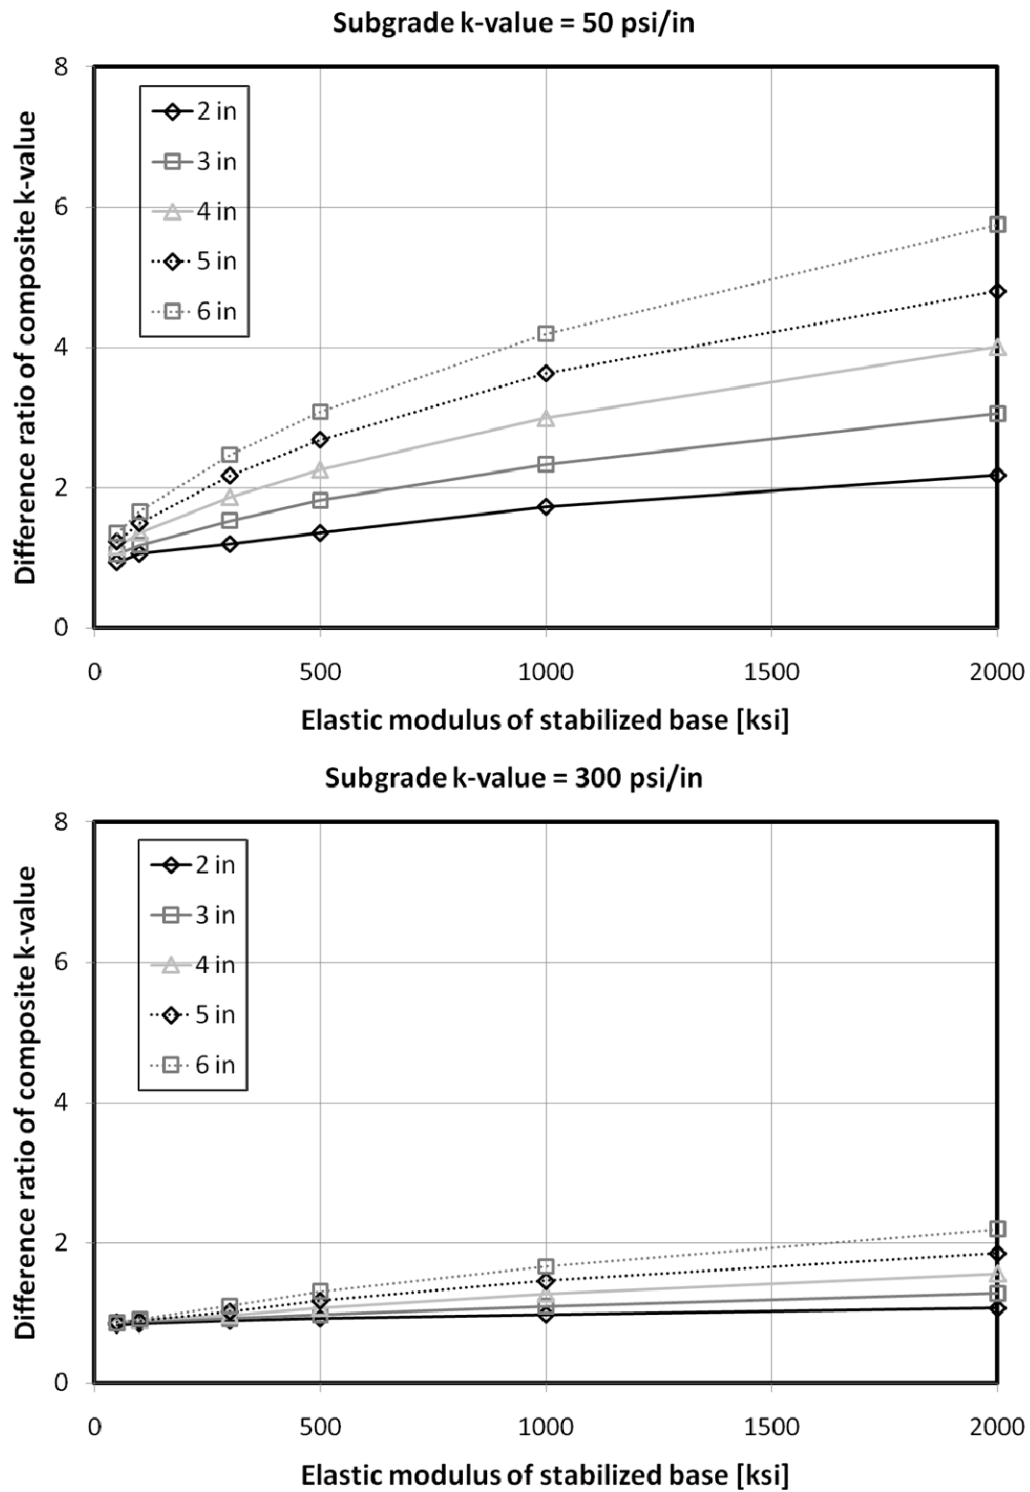 Subgrade k-value = 50 psi/in
Difference ratio of composite k-value
8
6
4
2
0
2 in
3 in
4 in
5 in
6 in
0 500 1000 1500 2000
Elastic modulus of stabilized base [ksi]
Subgrade k-value = 300 psi/in
Difference ratio of composite k-value
8
6
4
2
0
2 in
3 in
4 in
5 in
6 in
0 500 1000 1500 2000
Elastic modulus of stabilized base [ksi]